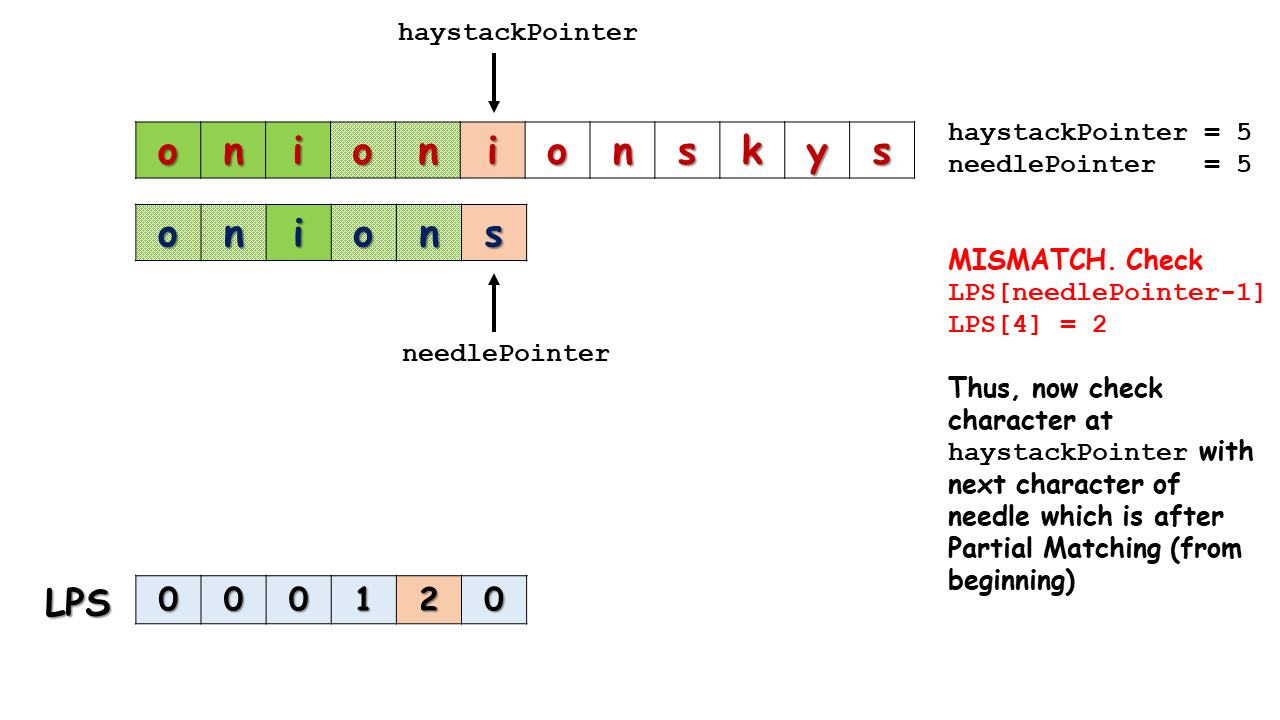 haystackPointer
o n i o n i o n s k y s
haystackPointer = 5
needlePointer   = 5
o n i o n s
MISMATCH. Check
LPS[needlePointer-1]
LPS[4] = 2
needlePointer
Thus, now check
character at
haystackPointer with
next character of
needle which is after
Partial Matching (from
beginning)
LPS 0 0 0 1 2 0